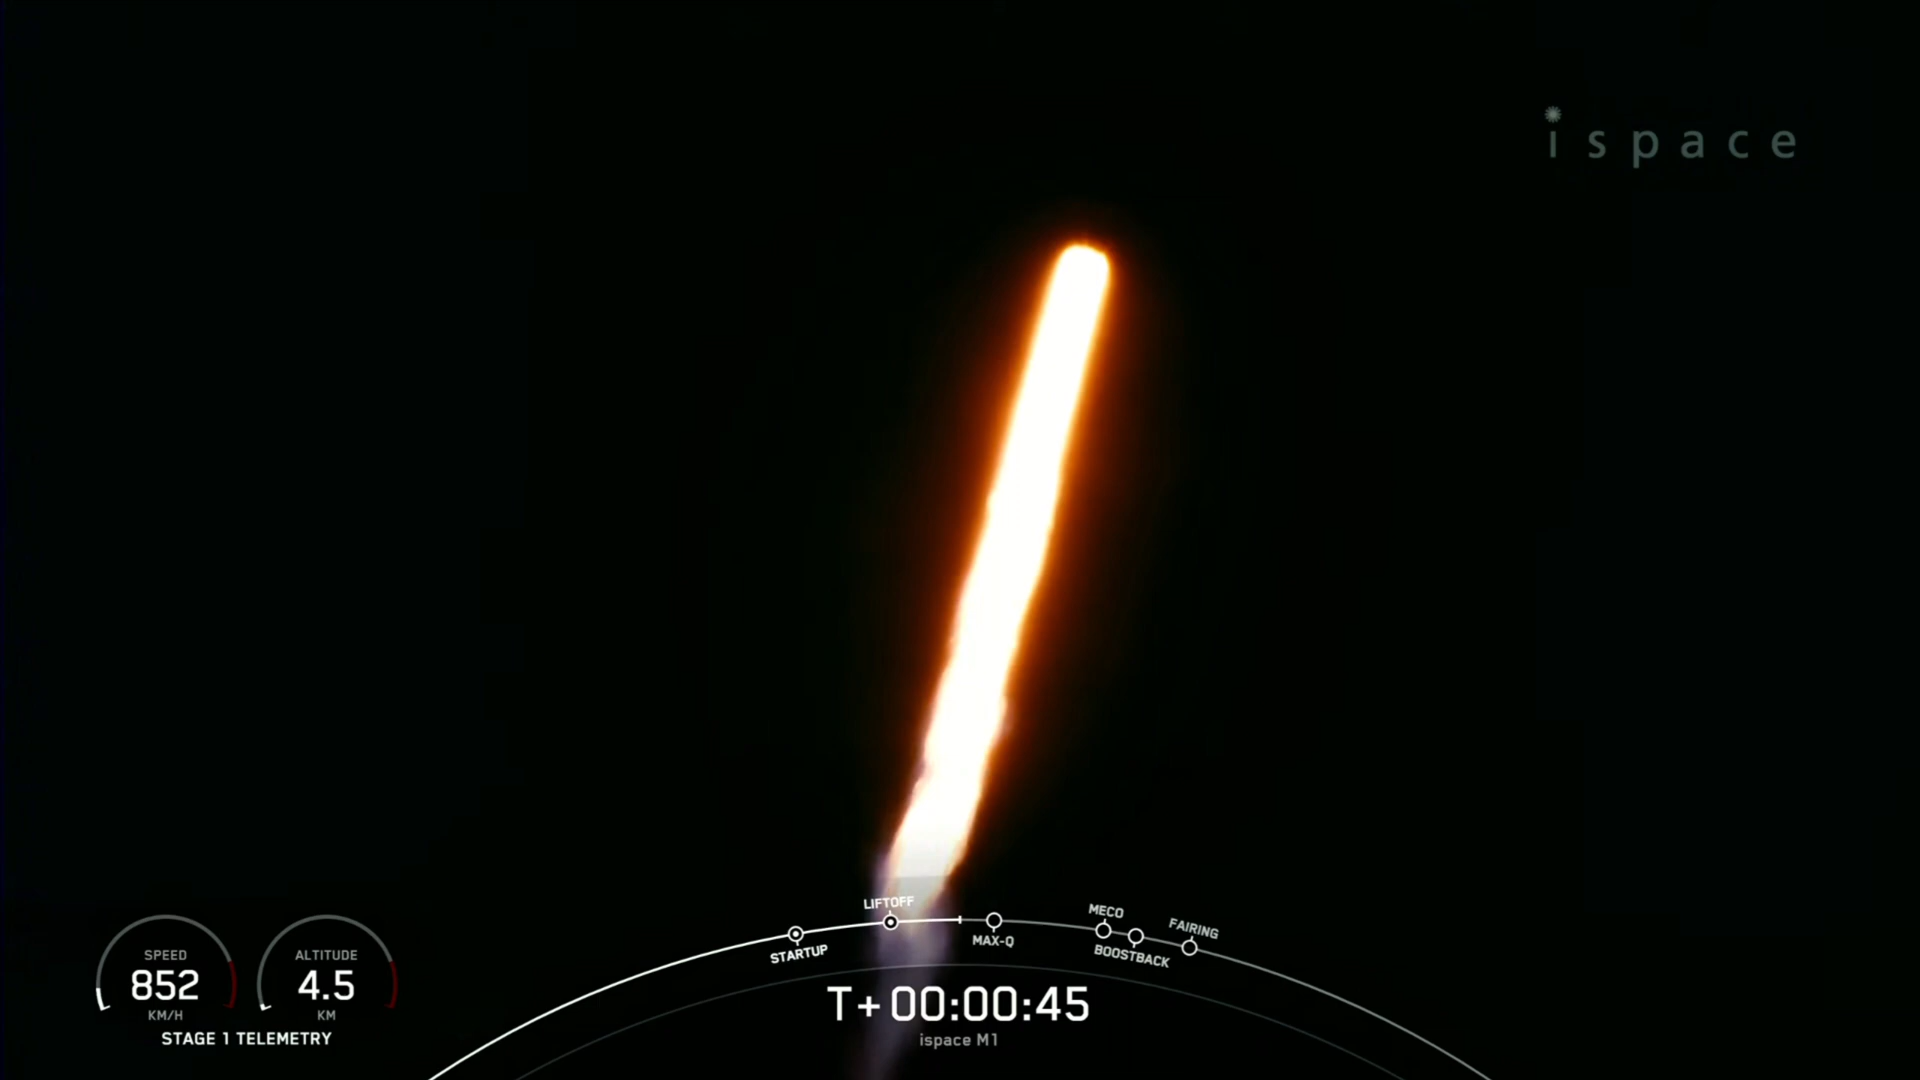 ispace
LIFTOFF
STARTUP
MAX-Q
MECO
BOOSTBACK
FAIRING
SPEED
852
KM/H
ALTITUDE
4.5
KM
STAGE 1 TELEMETRY
T+00:00:45
ispace M1